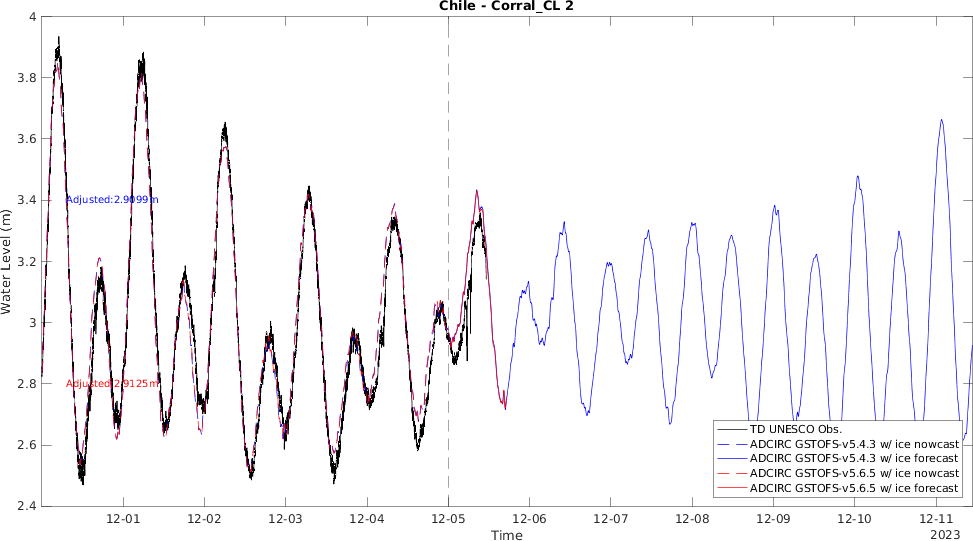 Chile - Corral_CL 2
Water Level (m)
4
3.8
3.6
3.4
3.2
3
2.8
2.6
2.4
Adjusted:2.9099m
Adjusted:2.9125m
TD UNESCO Obs.
ADCIRC GSTOFS-v5.4.3 w/ ice nowcast
ADCIRC GSTOFS-v5.4.3 w/ ice forecast
ADCIRC GSTOFS-v5.6.5 w/ ice nowcast
ADCIRC GSTOFS-v5.6.5 w/ ice forecast
12-01 12-02 12-03 12-04 12-05 12-06 12-07 12-08 12-09 12-10 12-11
2023
Time